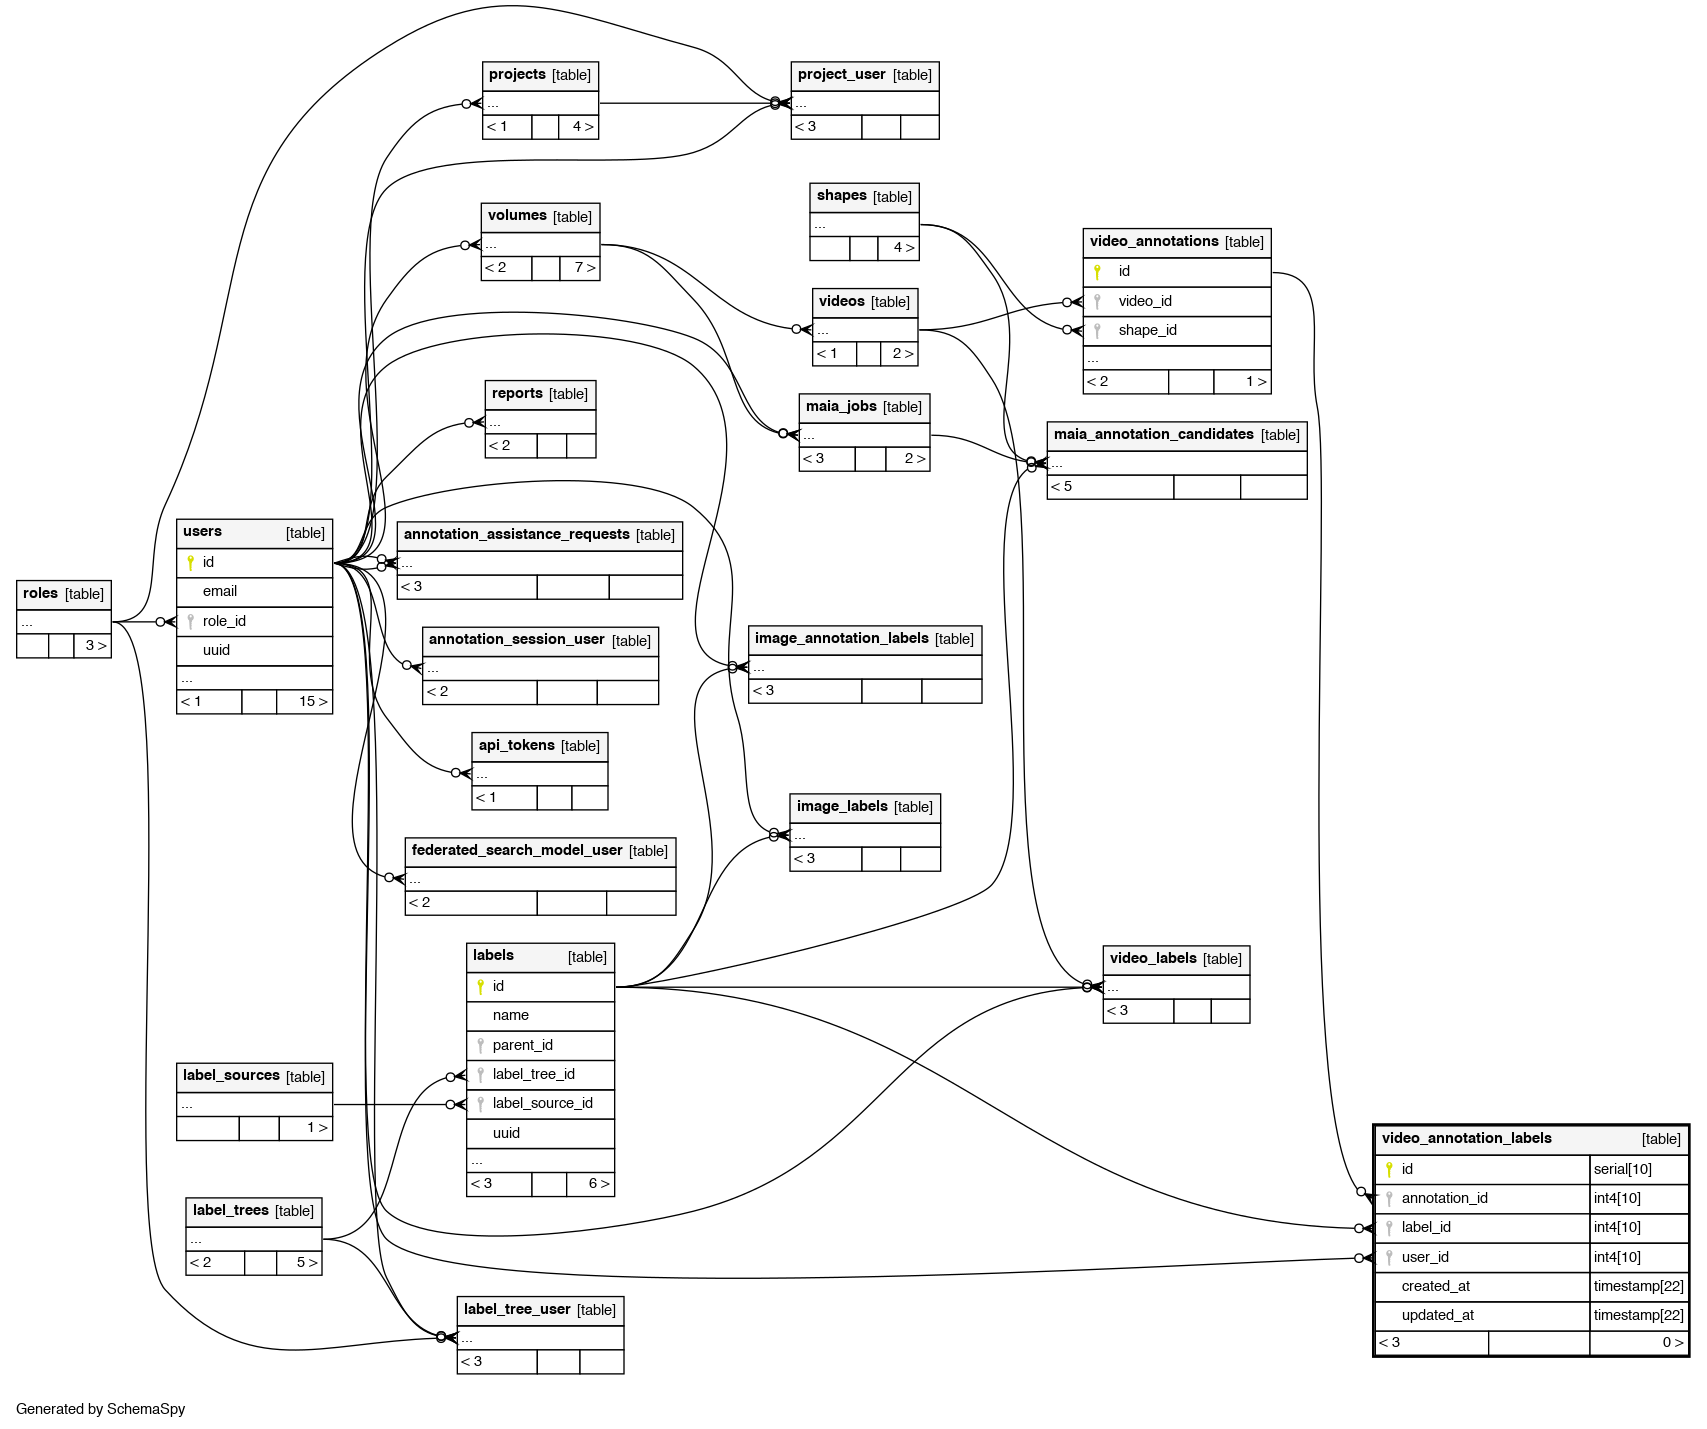 projects [table]
...
< 1 4 >
project_user [table]
...
< 3
shapes [table]
...
4 >
volumes [table]
...
< 2 7 >
video_annotations [table]
id
video_id
shape_id
...
< 2 1 >
videos [table]
...
< 1 2 >
reports [table]
...
< 2
maia_jobs [table]
...
< 3 2 >
maia_annotation_candidates [table]
...
< 5
users [table]
id
email
role_id
uuid
...
< 1 15 >
annotation_assistance_requests [table]
...
< 3
roles [table]
...
3 >
annotation_session_user [table]
...
< 2
image_annotation_labels [table]
...
< 3
api_tokens [table]
...
< 1
image_labels [table]
...
< 3
federated_search_model_user [table]
...
< 2
labels [table]
id
name
parent_id
label_tree_id
label_source_id
uuid
...
< 3 6 >
video_labels [table]
...
< 3
label_sources [table]
...
1 >
video_annotation_labels [table]
id serial[10]
annotation_id int4[10]
label_id int4[10]
user_id int4[10]
created_at timestamp[22]
updated_at timestamp[22]
< 3 0 >
label_trees [table]
...
< 2 5 >
label_tree_user [table]
...
< 3
Generated by SchemaSpy